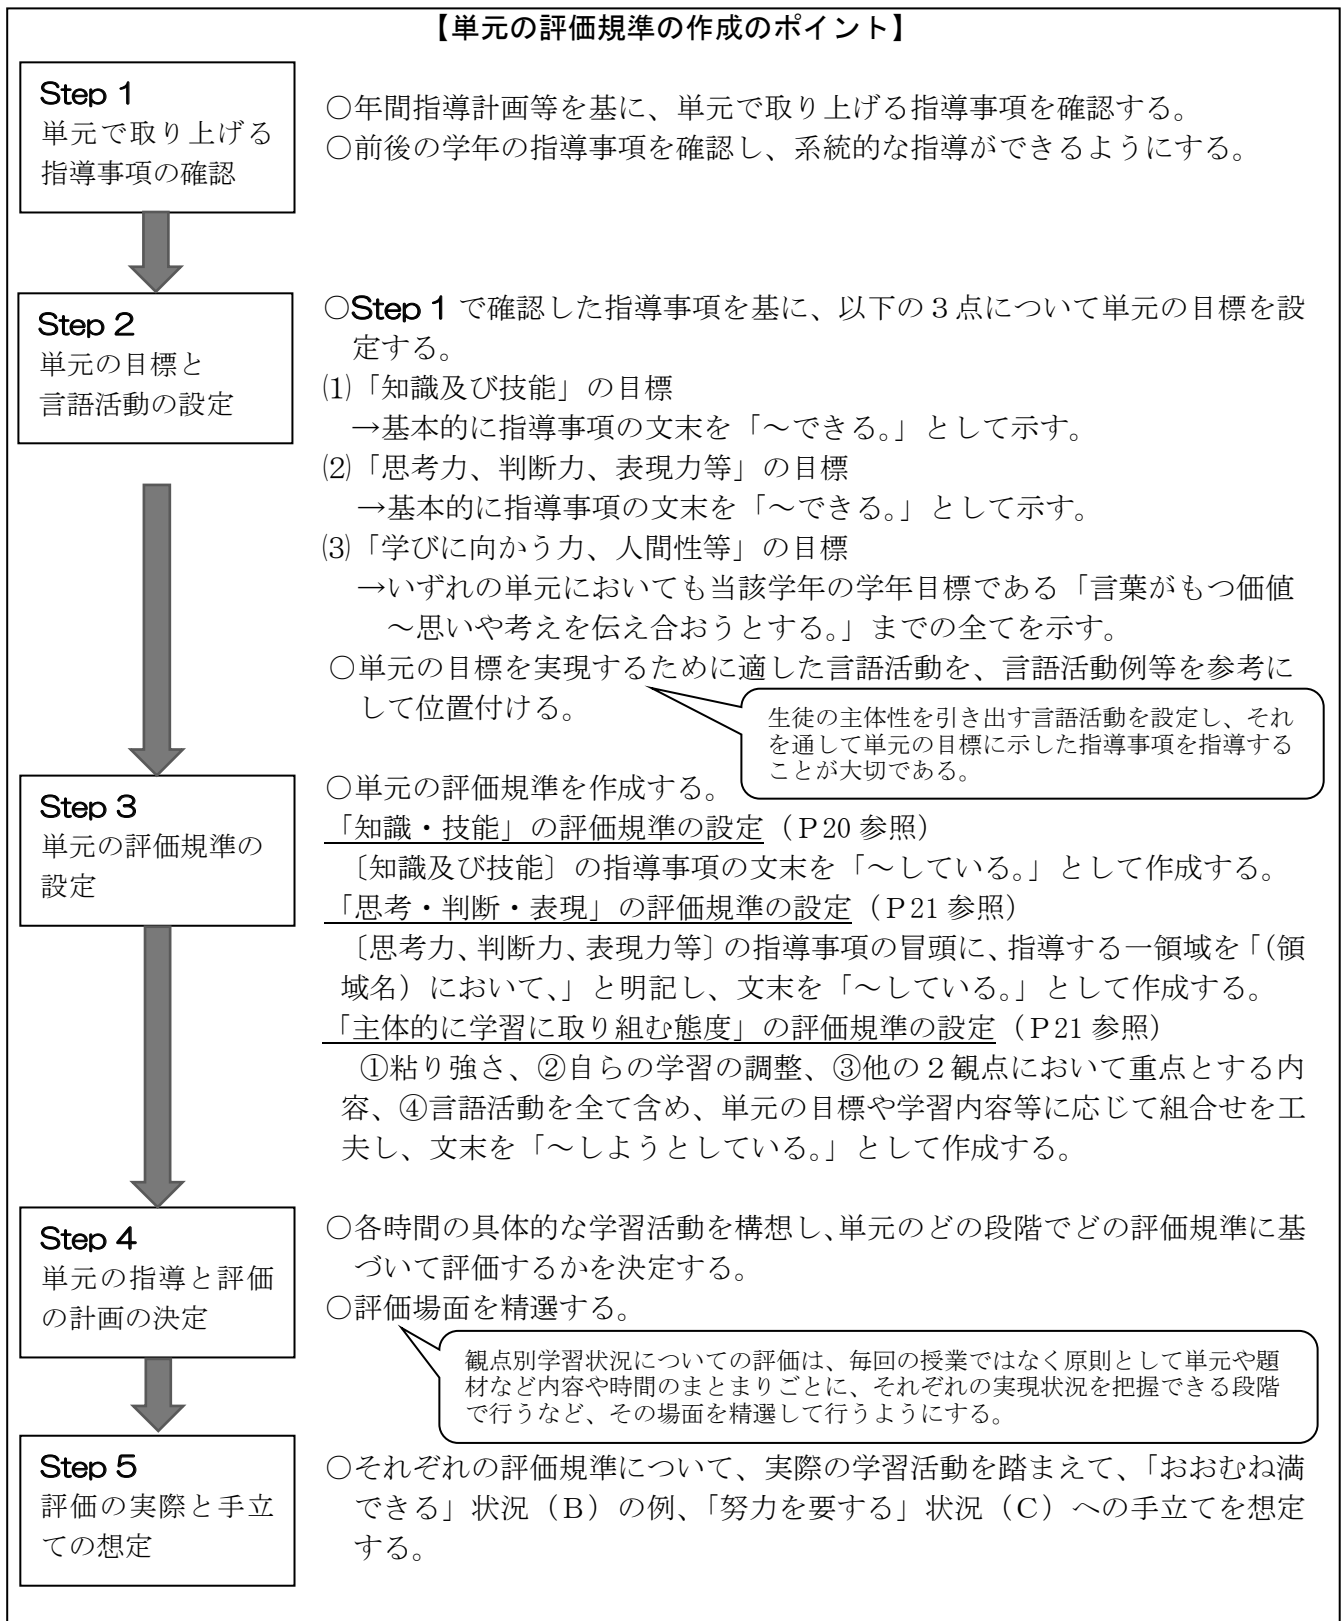 【単元の評価規準の作成のポイント】
Step 1
単元で取り上げる
指導事項の確認
○年間指導計画等を基に、単元で取り上げる指導事項を確認する。
○前後の学年の指導事項を確認し、系統的な指導ができるようにする。
Step 2
単元の目標と
言語活動の設定
○Step 1 で確認した指導事項を基に、以下の３点について単元の目標を設
定する。
⑴「知識及び技能」の目標
→基本的に指導事項の文末を「～できる。」として示す。
⑵「思考力、判断力、表現力等」の目標
→基本的に指導事項の文末を「～できる。」として示す。
⑶「学びに向かう力、人間性等」の目標
→いずれの単元においても当該学年の学年目標である「言葉がもつ価値
～思いや考えを伝え合おうとする。」までの全てを示す。
○単元の目標を実現するために適した言語活動を、言語活動例等を参考に
して位置付ける。
生徒の主体性を引き出す言語活動を設定し、それ
を通して単元の目標に示した指導事項を指導する
ことが大切である。
Step 3
単元の評価規準の
設定
○単元の評価規準を作成する。
「知識・技能」の評価規準の設定（Ｐ20 参照）
〔知識及び技能〕の指導事項の文末を「～している。」として作成する。
「思考・判断・表現」の評価規準の設定（Ｐ21 参照）
〔思考力、判断力、表現力等〕の指導事項の冒頭に、指導する一領域を「（領
域名）において、」と明記し、文末を「～している。」として作成する。
「主体的に学習に取り組む態度」の評価規準の設定（Ｐ21 参照）
①粘り強さ、②自らの学習の調整、③他の２観点において重点とする内
容、④言語活動を全て含め、単元の目標や学習内容等に応じて組合せを工
夫し、文末を「～しようとしている。」として作成する。
Step 4
単元の指導と評価
の計画の決定
○各時間の具体的な学習活動を構想し、単元のどの段階でどの評価規準に基
づいて評価するかを決定する。
○評価場面を精選する。
観点別学習状況についての評価は、毎回の授業ではなく原則として単元や題
材など内容や時間のまとまりごとに、それぞれの実現状況を把握できる段階
で行うなど、その場面を精選して行うようにする。
Step 5
評価の実際と手立
ての想定
○それぞれの評価規準について、実際の学習活動を踏まえて、「おおむね満足
できる」状況（Ｂ）の例、「努力を要する」状況（Ｃ）への手立てを想定
する。